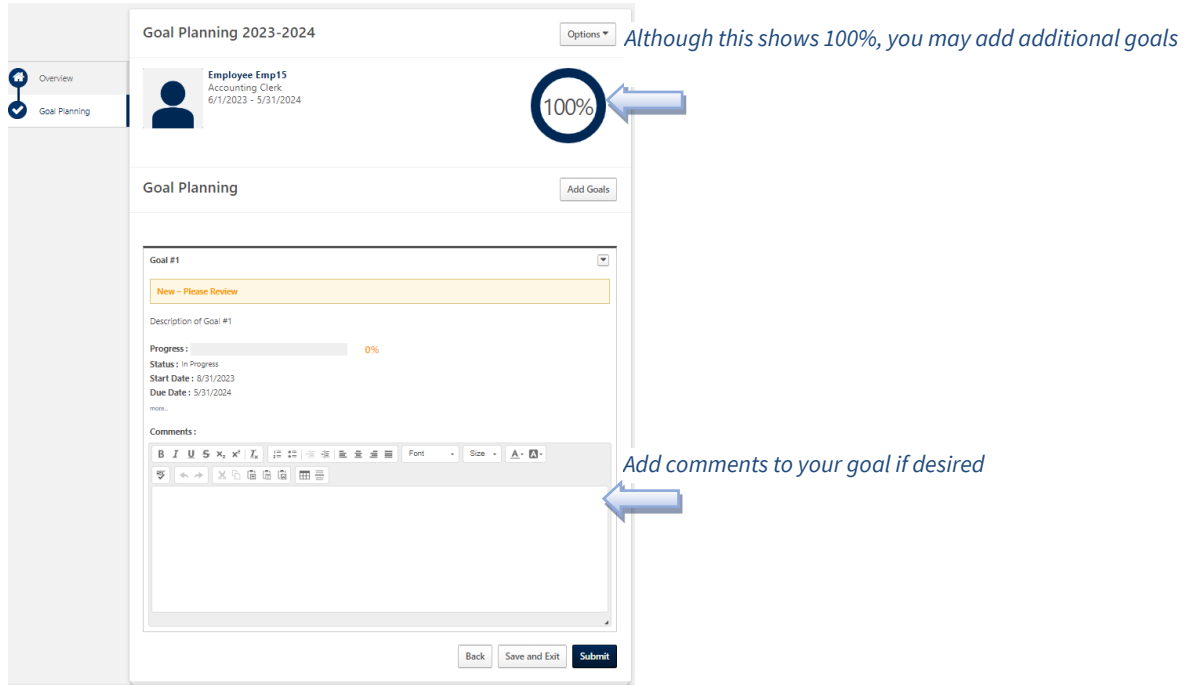 Goal Planning 2023-2024
Options
Although this shows 100%, you may add additional goals
Overview
Goal Planning
Employee Emp15
Accounting Clerk
6/1/2023 - 5/31/2024
100%
Goal Planning
Add Goals
Goal #1
New – Please Review
Description of Goal #1
Progress : 0%
Status : In Progress
Start Date : 8/31/2023
Due Date : 5/31/2024
more...
Comments :
B I U S x₂ x² Iₓ Font Size A A
Add comments to your goal if desired
Back Save and Exit Submit